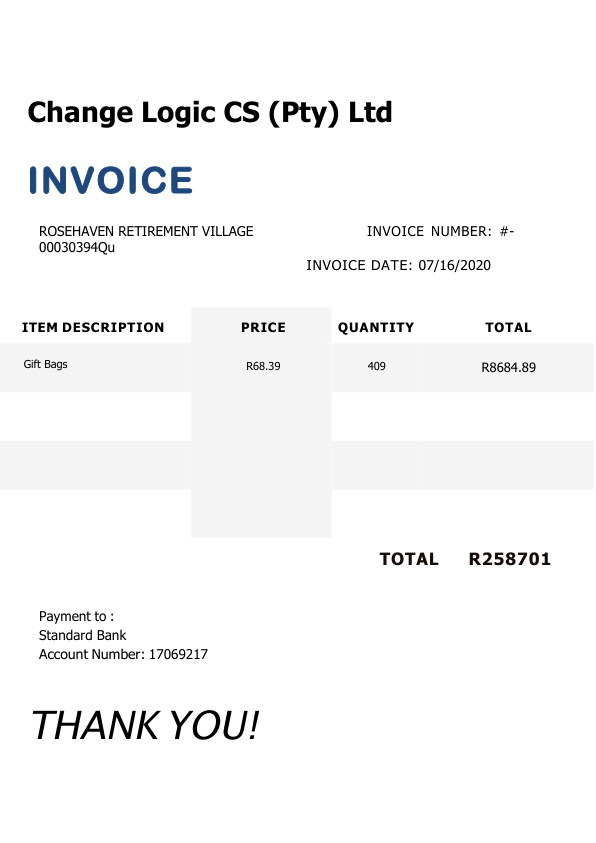 Change Logic CS (Pty) Ltd
INVOICE
ROSEHAVEN RETIREMENT VILLAGE
00030394Qu
INVOICE NUMBER: #-
INVOICE DATE: 07/16/2020
ITEM DESCRIPTION PRICE QUANTITY TOTAL
Gift Bags R68.39 409 R8684.89
TOTAL R258701
Payment to :
Standard Bank
Account Number: 17069217
THANK YOU!